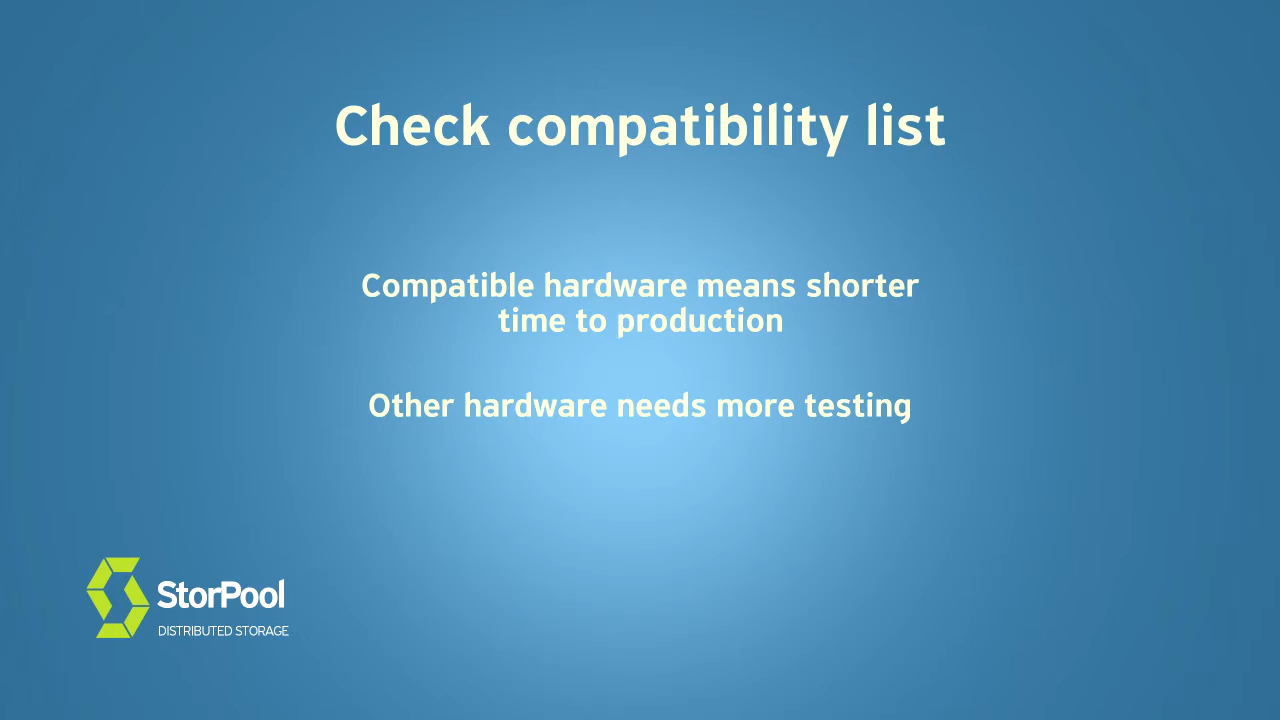 Check compatibility list
Compatible hardware means shorter
time to production
Other hardware needs more testing
StorPool
DISTRIBUTED STORAGE